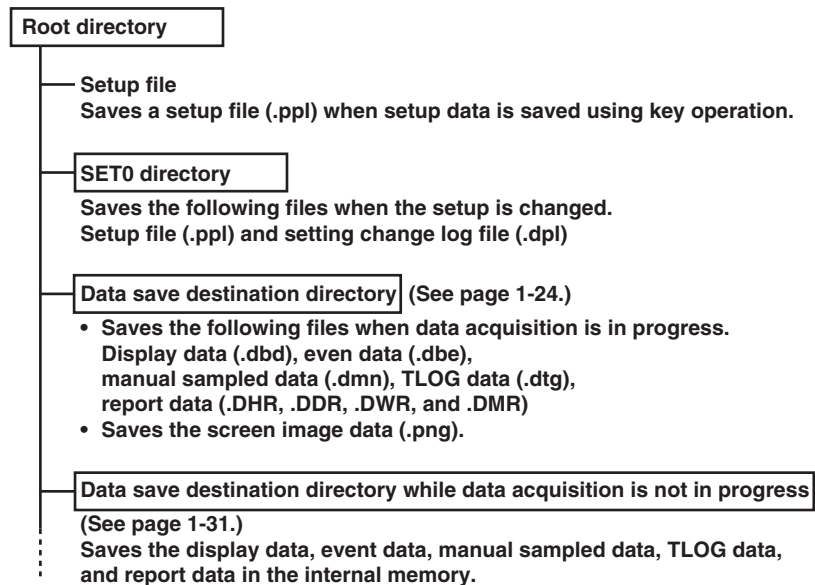 Root directory
Setup file
Saves a setup file (.ppl) when setup data is saved using key operation.
SET0 directory
Saves the following files when the setup is changed.
Setup file (.ppl) and setting change log file (.dpl)
Data save destination directory (See page 1-24.)
• Saves the following files when data acquisition is in progress.
Display data (.dbd), even data (.dbe),
manual sampled data (.dmn), TLOG data (.dtg),
report data (.DHR, .DDR, .DWR, and .DMR)
• Saves the screen image data (.png).
Data save destination directory while data acquisition is not in progress
(See page 1-31.)
Saves the display data, event data, manual sampled data, TLOG data,
and report data in the internal memory.